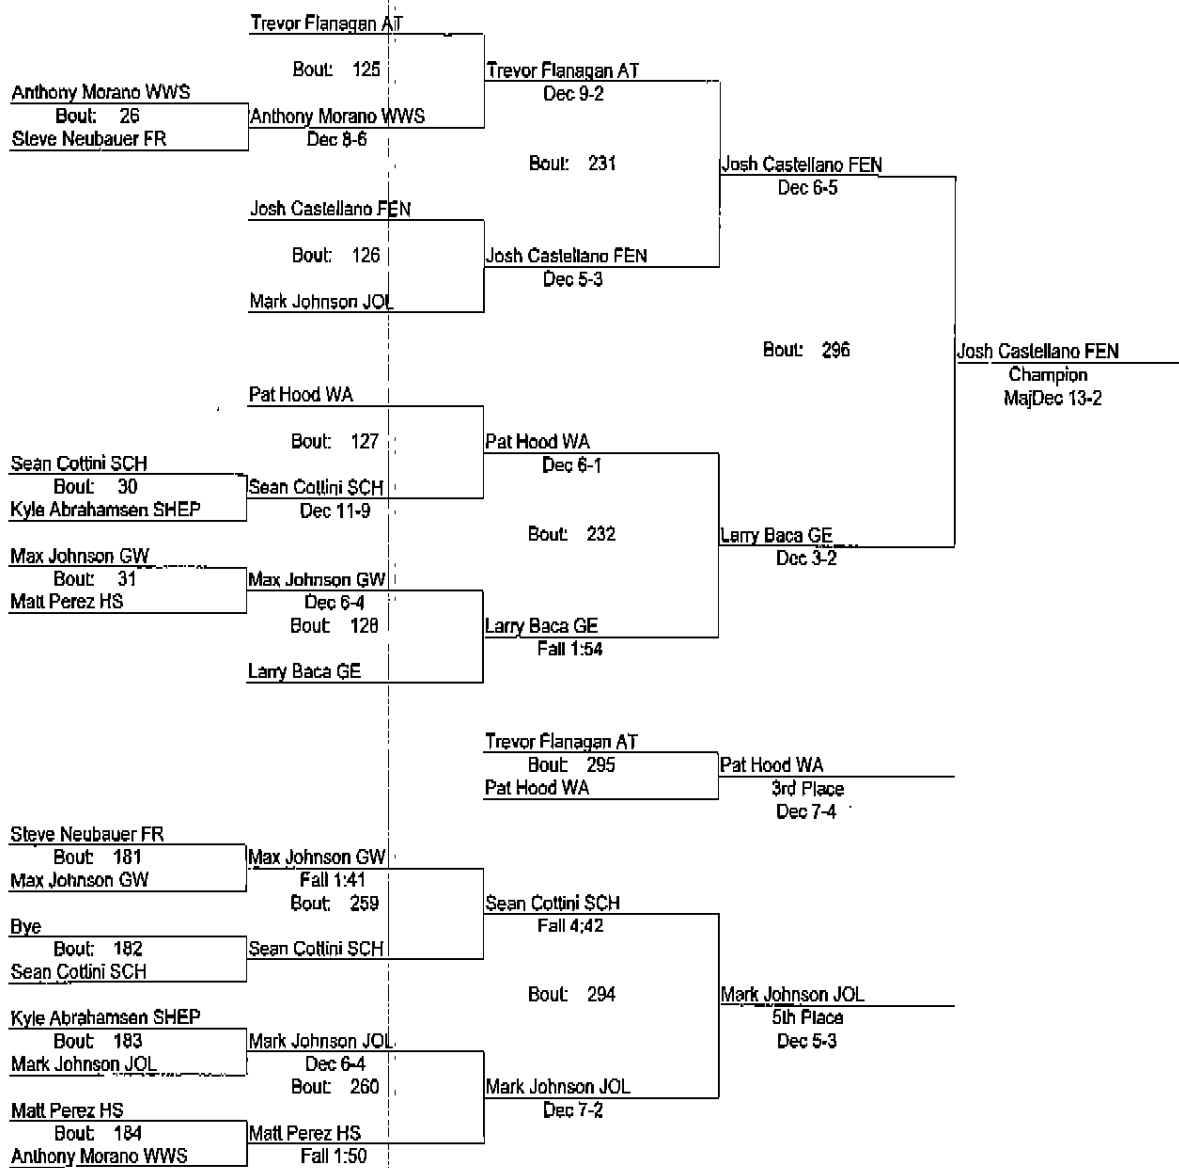 Trevor Flanagan AT
Bout: 125
Trevor Flanagan AT
Dec 9-2
Anthony Morano WWS
Bout: 26
Steve Neubauer FR
Anthony Morano WWS
Dec 8-6
Bout: 231
Josh Castellano FEN
Dec 6-5
Josh Castellano FEN
Bout: 126
Josh Castellano FEN
Dec 5-3
Mark Johnson JOL
Bout: 296
Josh Castellano FEN
Champion
MajDec 13-2
Pat Hood WA
Bout: 127
Pat Hood WA
Dec 6-1
Sean Cottini SCH
Bout: 30
Kyle Abrahamsen SHEP
Sean Cottini SCH
Dec 11-9
Bout: 232
Larry Baca GE
Dec 3-2
Max Johnson GW
Bout: 31
Matt Perez HS
Max Johnson GW
Dec 6-4
Bout: 128
Larry Baca GE
Fall 1:54
Larry Baca GE
Trevor Flanagan AT
Bout: 295
Pat Hood WA
Pat Hood WA
3rd Place
Dec 7-4
Steve Neubauer FR
Bout: 181
Max Johnson GW
Max Johnson GW
Fall 1:41
Bout: 259
Sean Cottini SCH
Fall 4:42
Bye
Bout: 182
Sean Cottini SCH
Sean Cottini SCH
Bout: 294
Mark Johnson JOL
5th Place
Dec 5-3
Kyle Abrahamsen SHEP
Bout: 183
Mark Johnson JOL
Mark Johnson JOL
Dec 6-4
Bout: 260
Mark Johnson JOL
Dec 7-2
Matt Perez HS
Bout: 184
Anthony Morano WWS
Matt Perez HS
Fall 1:50